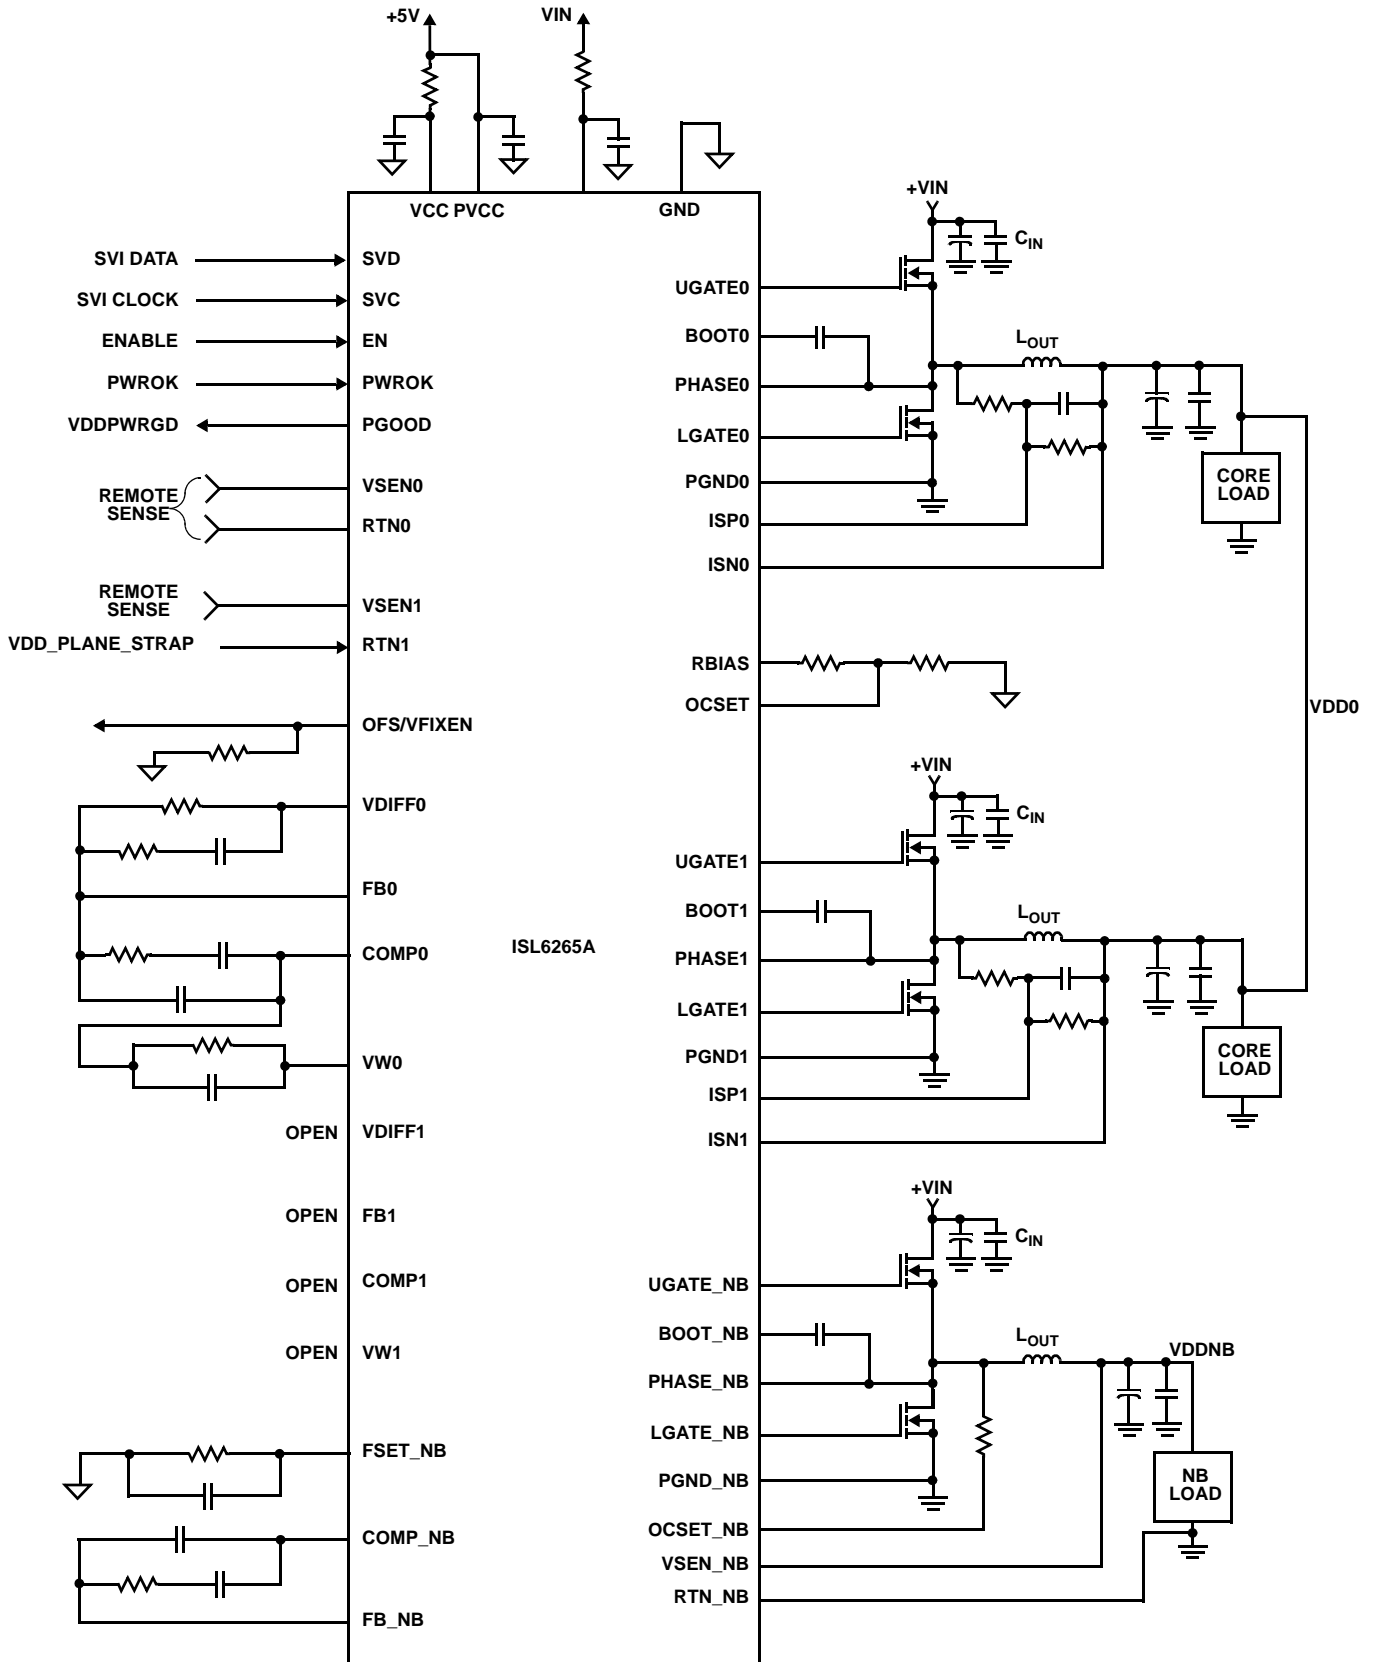 +5V
VIN
VCC PVCC
GND
SVI DATA
SVD
SVI CLOCK
SVC
ENABLE
EN
PWROK
PWROK
VDDPWRGD
PGOOD
REMOTE
SENSE
VSEN0
RTN0
REMOTE
SENSE
VSEN1
VDD_PLANE_STRAP
RTN1
OFS/VFIXEN
VDIFF0
FB0
COMP0
VW0
OPEN
VDIFF1
OPEN
FB1
OPEN
COMP1
OPEN
VW1
FSET_NB
COMP_NB
FB_NB
ISL6265A
+VIN
CIN
UGATE0
BOOT0
LOUT
PHASE0
LGATE0
PGND0
CORE
LOAD
ISP0
ISN0
RBIAS
OCSET
VDD0
+VIN
CIN
UGATE1
BOOT1
LOUT
PHASE1
LGATE1
PGND1
CORE
LOAD
ISP1
ISN1
+VIN
CIN
UGATE_NB
BOOT_NB
LOUT
VDDNB
PHASE_NB
LGATE_NB
PGND_NB
NB
LOAD
OCSET_NB
VSEN_NB
RTN_NB